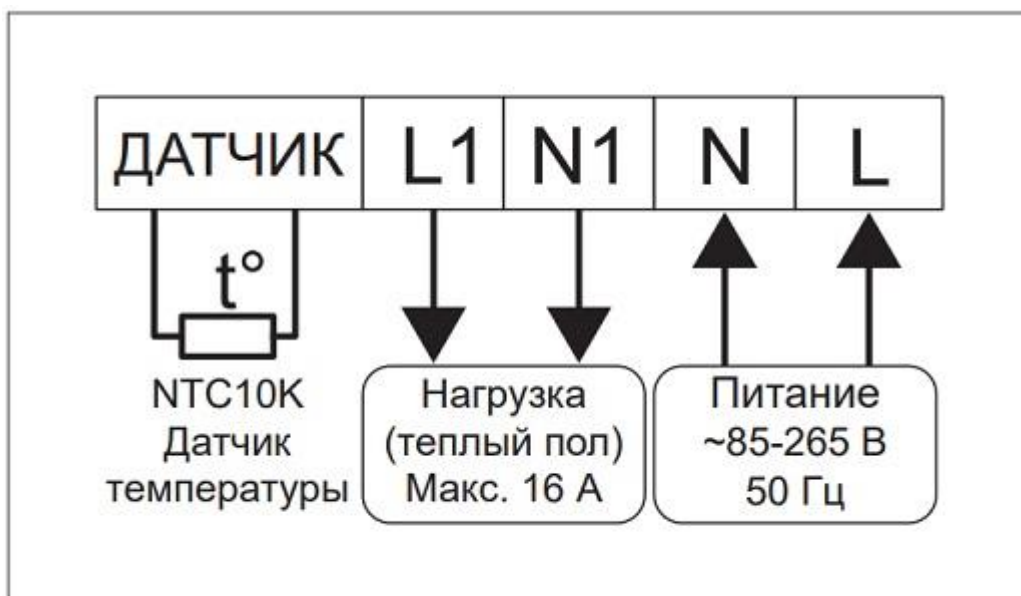 ДАТЧИК L1 N1 N L
t°
NTC10K
Датчик
температуры
Нагрузка
(теплый пол)
Макс. 16 А
Питание
~85-265 В
50 Гц